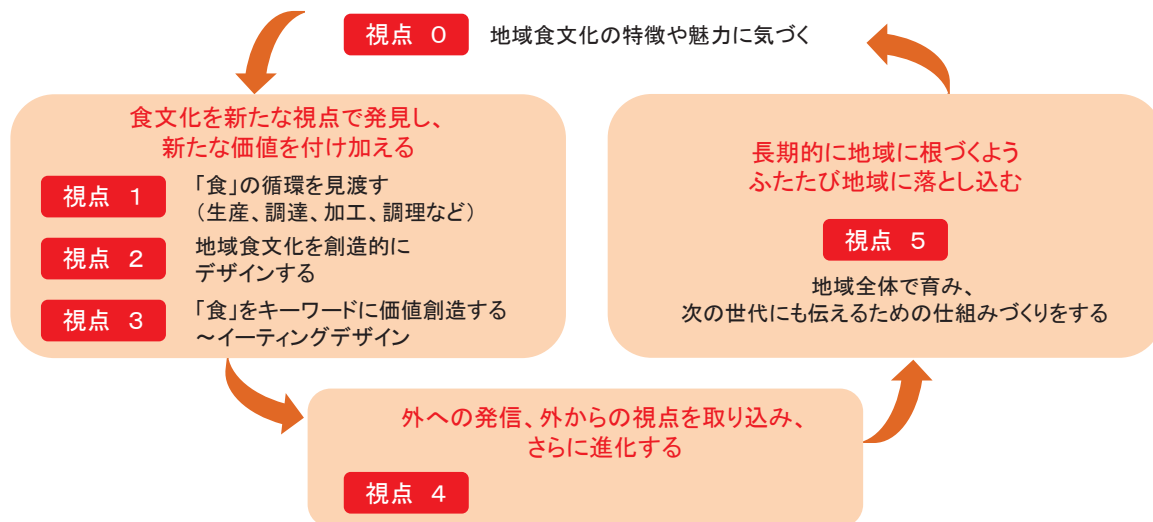 視点 0 地域食文化の特徴や魅力に気づく
食文化を新たな視点で発見し、
新たな価値を付け加える
視点 1 「食」の循環を見渡す
（生産、調達、加工、調理など）
視点 2 地域食文化を創造的に
デザインする
視点 3 「食」をキーワードに価値創造する
～イーティングデザイン
外への発信、外からの視点を取り込み、
さらに進化する
視点 4
長期的に地域に根づくよう
ふたたび地域に落とし込む
視点 5
地域全体で育み、
次の世代にも伝えるための仕組みづくりをする